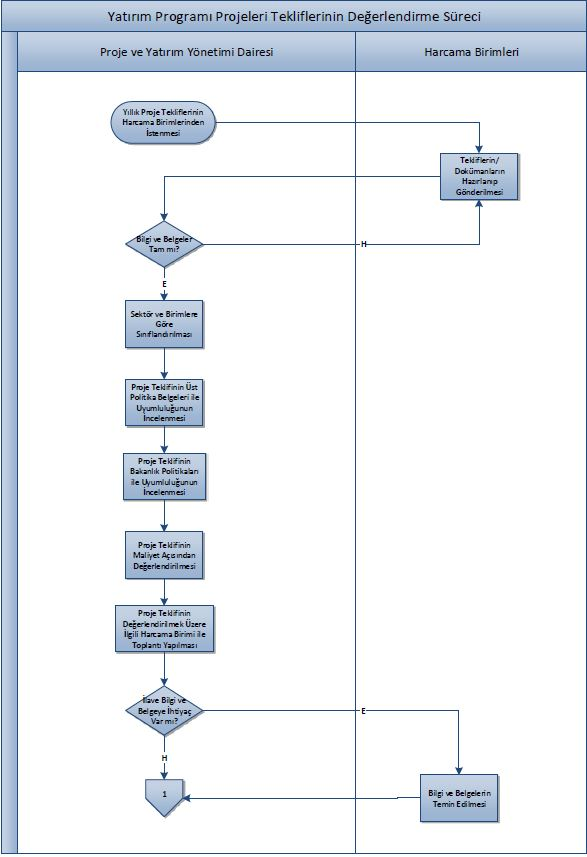 Yatırım Programı Projeleri Tekliflerinin Değerlendirme Süreci
Proje ve Yatırım Yönetimi Dairesi
Harcama Birimleri
Yıllık Proje Tekliflerinin
Harcama Birimlerinden
İstenmesi
Tekliflerin/
Dokümanların
Hazırlanıp
Gönderilmesi
Bilgi ve Belgeler
Tam mı?
H
E
Sektör ve Birimlere
Göre
Sınıflandırılması
Proje Teklifinin Üst
Politika Belgeleri ile
Uyumluluğunun
İncelenmesi
Proje Teklifinin
Bakanlık Politikaları
ile Uyumluluğunun
İncelenmesi
Proje Teklifinin
Maliyet Açısından
Değerlendirilmesi
Proje Teklifinin
Değerlendirilmek Üzere
İlgili Harcama Birimi ile
Toplantı Yapılması
İlave Bilgi ve
Belgeye İhtiyaç
Var mı?
E
H
1
Bilgi ve Belgelerin
Temin Edilmesi